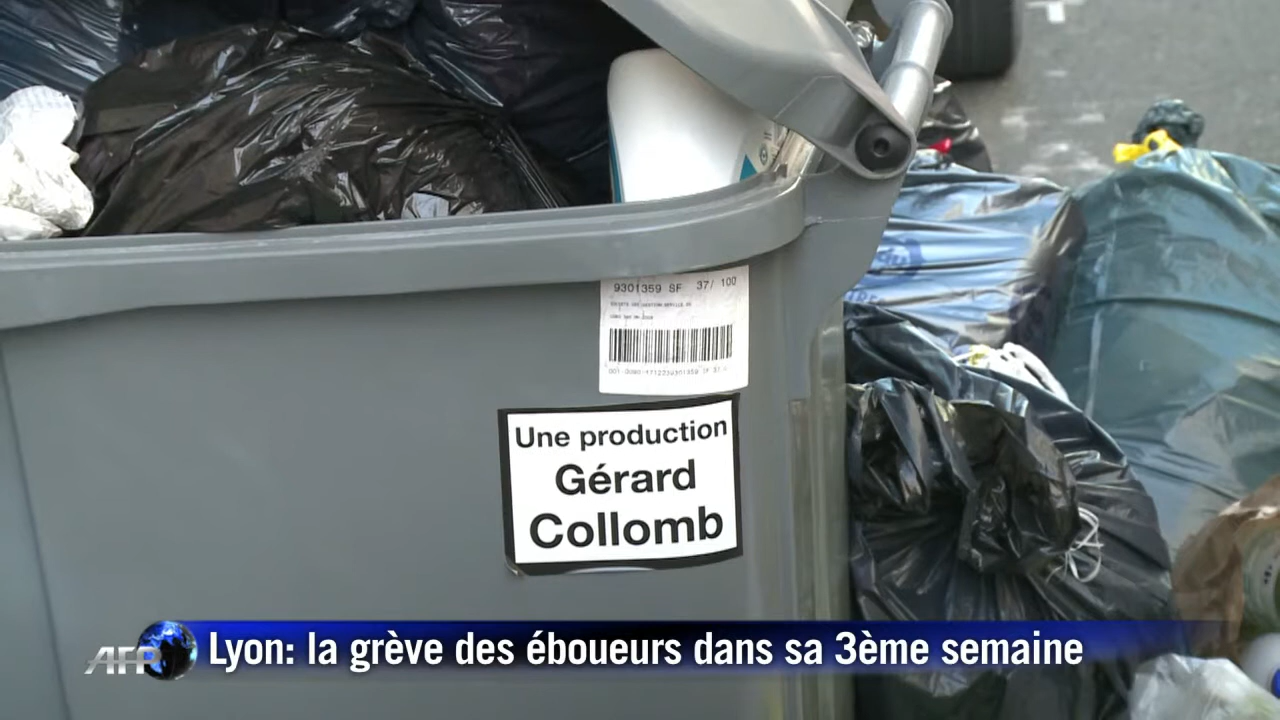 9301359 SF 37/ 100
Une production
Gérard
Collomb
AFP
Lyon: la grève des éboueurs dans sa 3ème semaine